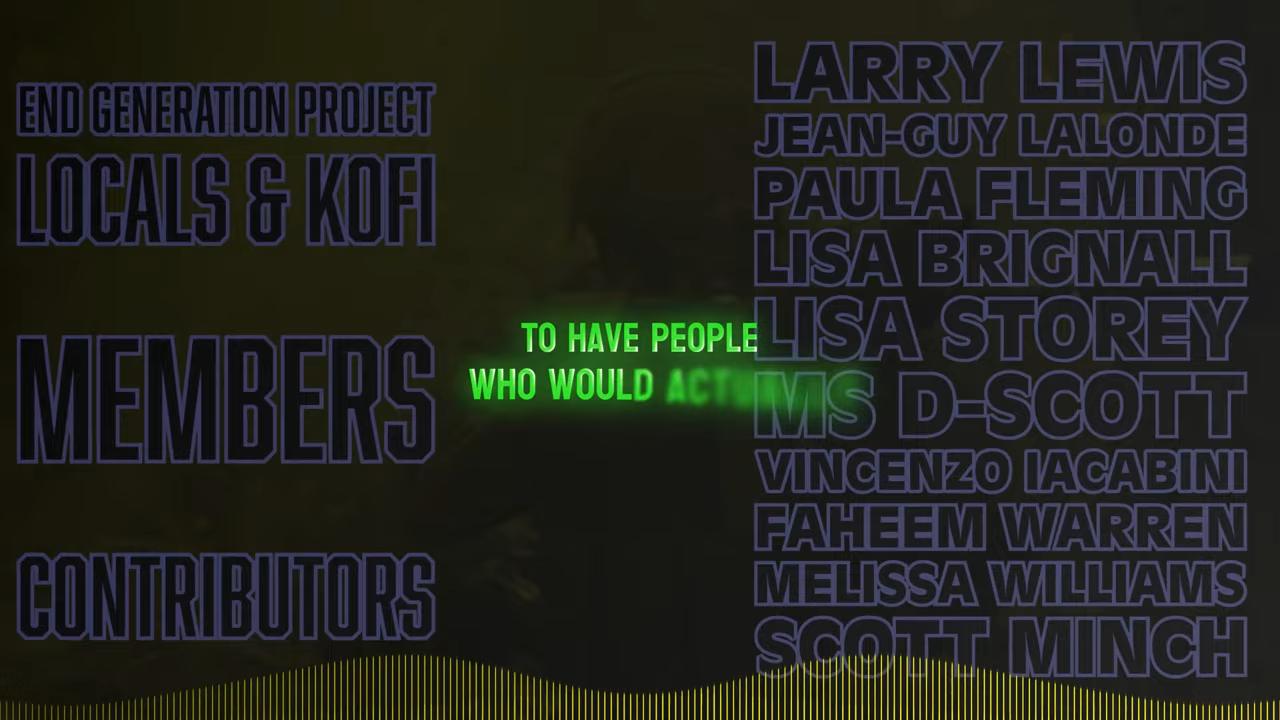 END GENERATION PROJECT
LOCALS & KOFI
MEMBERS
CONTRIBUTORS
TO HAVE PEOPLE
WHO WOULD
LARRY LEWIS
JEAN-GUY LALONDE
PAULA FLEMING
LISA BRIGNALL
LISA STOREY
MS D-SCOTT
VINCENZO IACABINI
FAHEEM WARREN
MELISSA WILLIAMS
SCOTT MINCH